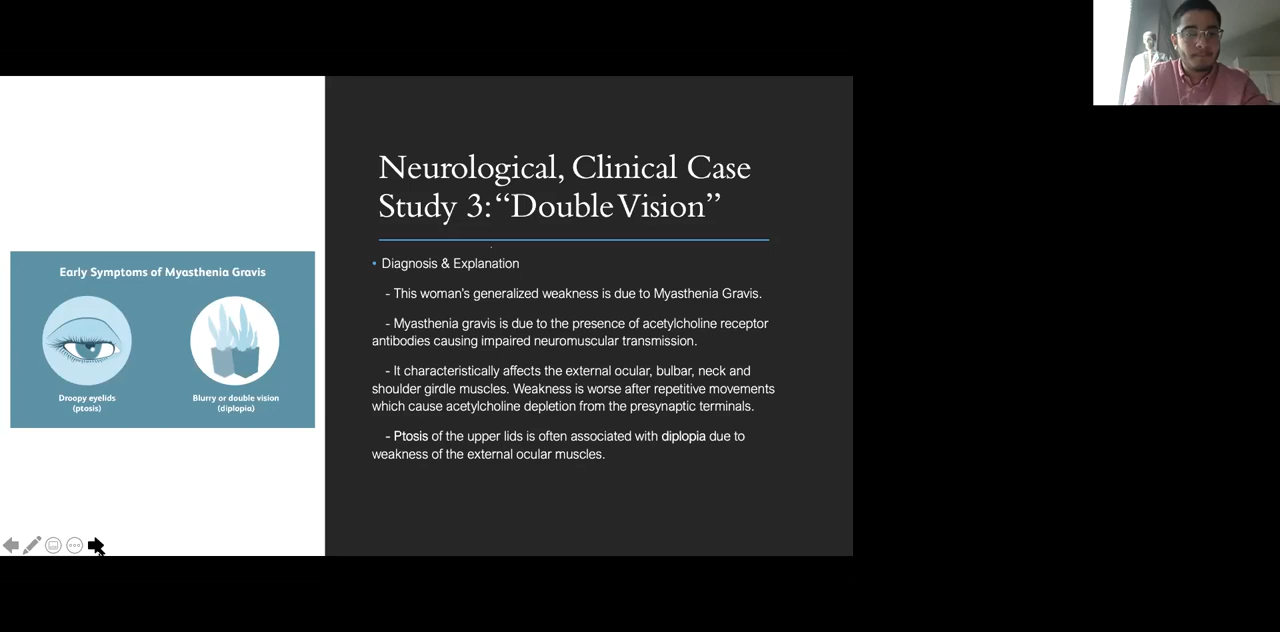 Neurological, Clinical Case
Study 3: “Double Vision”
Early Symptoms of Myasthenia Gravis
Droopy eyelids
(ptosis)
Blurry or double vision
(diplopia)
• Diagnosis & Explanation
- This woman's generalized weakness is due to Myasthenia Gravis.
- Myasthenia gravis is due to the presence of acetylcholine receptor
antibodies causing impaired neuromuscular transmission.
- It characteristically affects the external ocular, bulbar, neck and
shoulder girdle muscles. Weakness is worse after repetitive movements
which cause acetylcholine depletion from the presynaptic terminals.
- Ptosis of the upper lids is often associated with diplopia due to
weakness of the external ocular muscles.